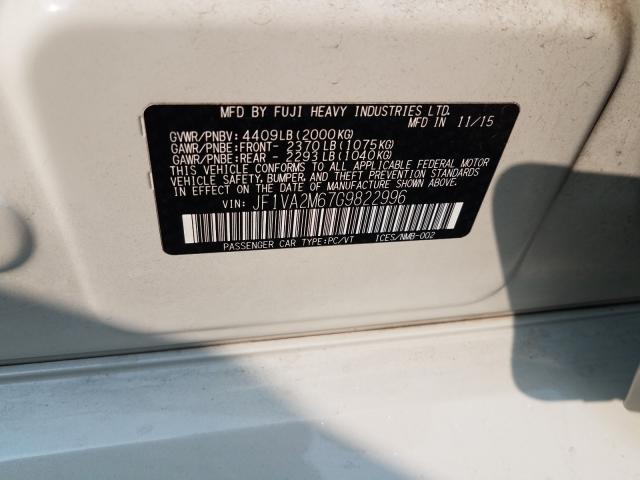 MFD BY FUJI HEAVY INDUSTRIES LTD.
MFD IN 11/15
GVWR/PNBV: 4409LB(2000KG)
GAWR/PNBE:FRONT- 2370LB(1075KG)
GAWR/PNBE:REAR - 2293LB(1040KG)
THIS VEHICLE CONFORMS TO ALL APPLICABLE FEDERAL MOTOR
VEHICLE SAFETY,BUMPER,AND THEFT PREVENTION STANDARDS
IN EFFECT ON THE DATE OF MANUFACTURE SHOWN ABOVE.
VIN: JF1VA2M67G9822996
PASSENGER CAR TYPE:PC/VT ICES/NMB-002